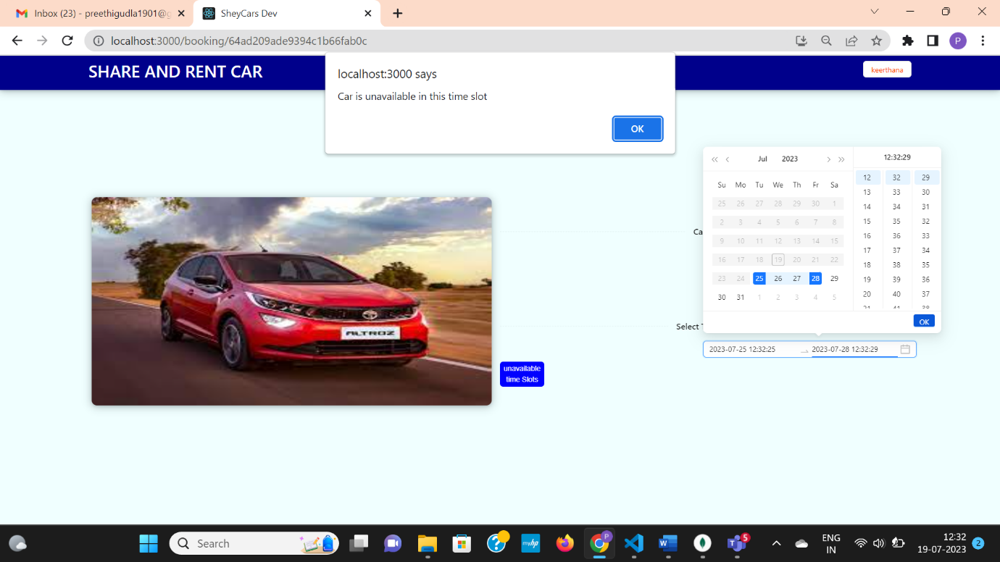 Inbox (23) - preethigudla1901@g
SheyCars Dev
localhost:3000/booking/64ad209ade9394c1b66fab0c
P
SHARE AND RENT CAR
keerthana
localhost:3000 says
Car is unavailable in this time slot
OK
Jul 2023
12:32:29
Su Mo Tu We Th Fr Sa
25 26 27 28 29 30 1
2 3 4 5 6 7 8
9 10 11 12 13 14 15
16 17 18 19 20 21 22
23 24 25 26 27 28 29
30 31 1 2 3 4 5
12 32 29
13 33 30
14 34 31
15 35 32
16 36 33
17 37 34
18 38 35
19 39 36
20 40 37
21 41 38
OK
Ca
Select T
2023-07-25 12:32:25
2023-07-28 12:32:29
ALTROZ
unavailable
time Slots
Search
myhp
P
5
ENG
IN
12:32
19-07-2023
2